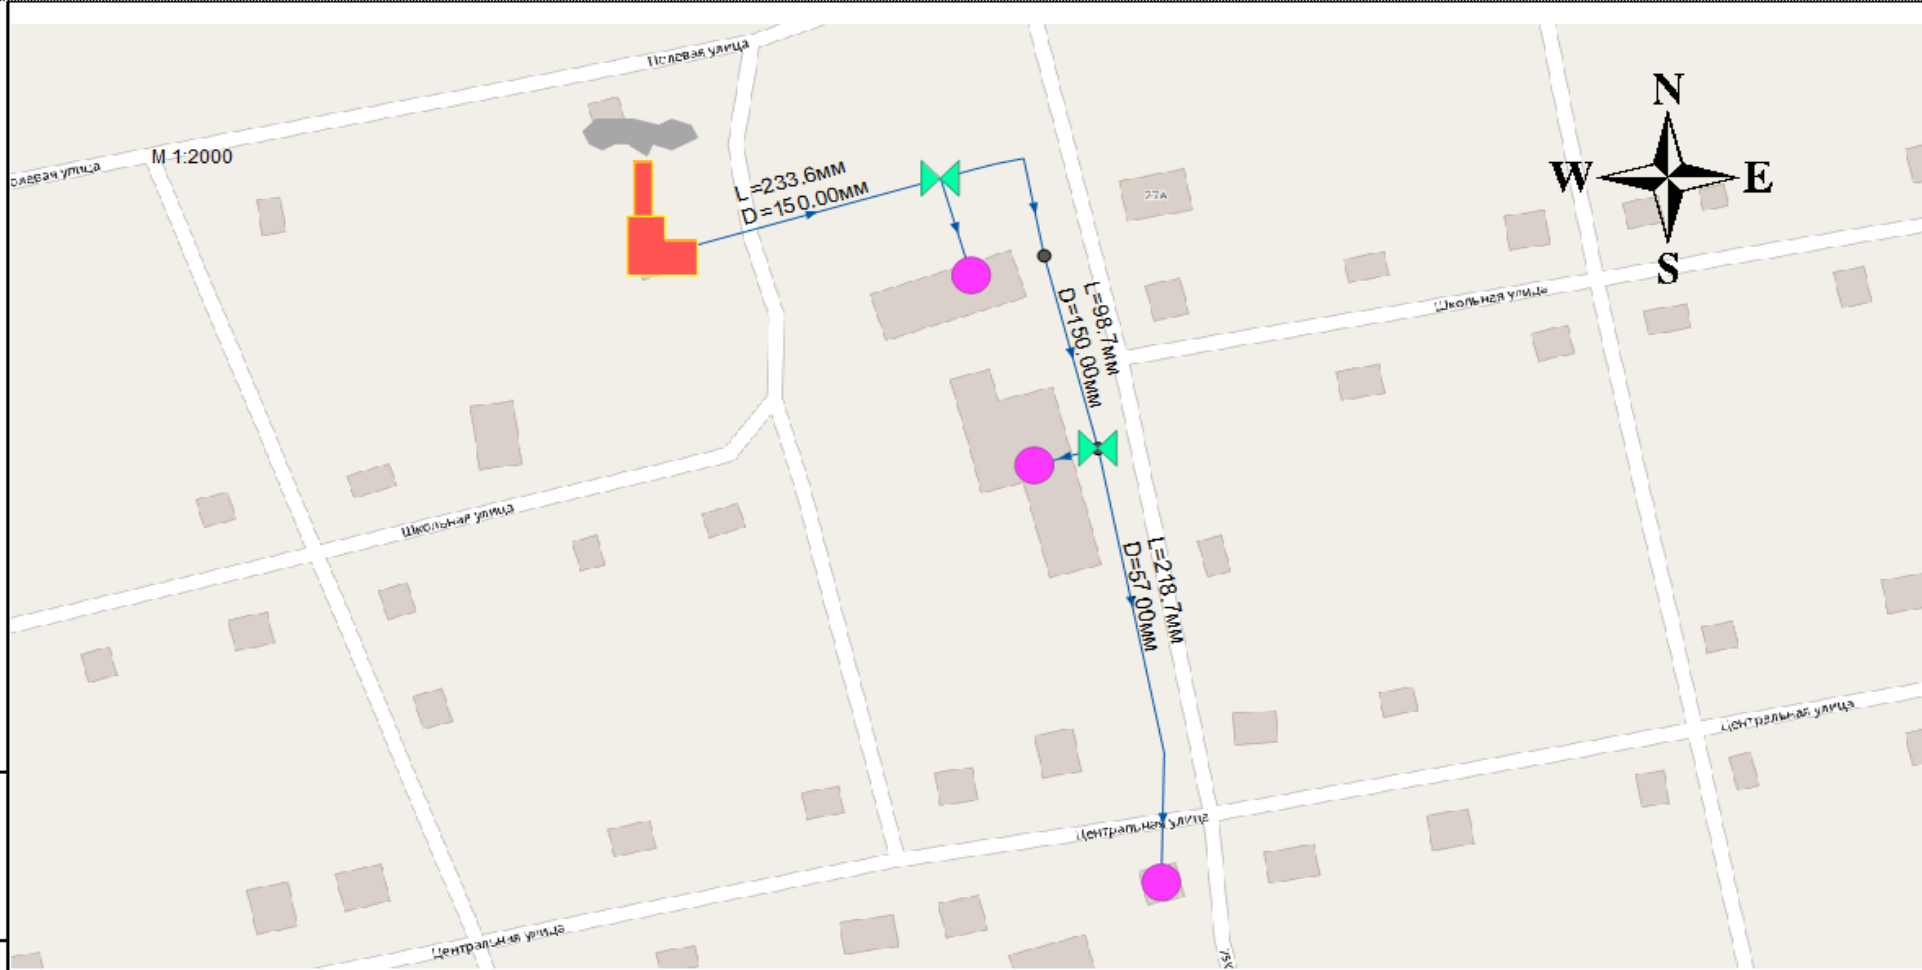 Полевая улица
M 1:2000
олевая улица
L=233.6мм
D=150.00мм
N
W
E
S
27А
Школьная улица
L=98.7мм
D=150.00мм
Школьная улица
L=218.7мм
D=57.00мм
Центральная улица
Центральная улица
Центральная улица